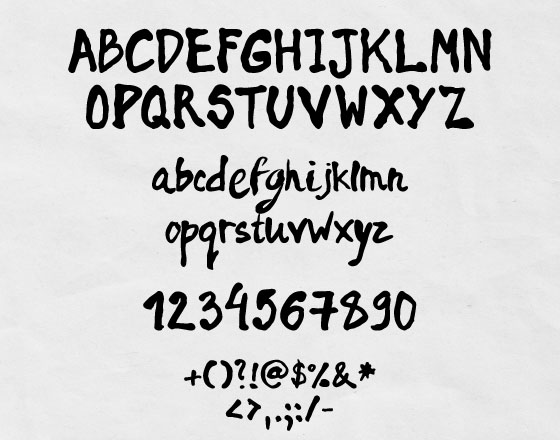 ABCDEFGHIJKLMN
OPQRSTUVWXYZ
abcdefghijklmn
opqrstuvwxyz
1234567890
+()?!@$%&*
<>,.;:/-